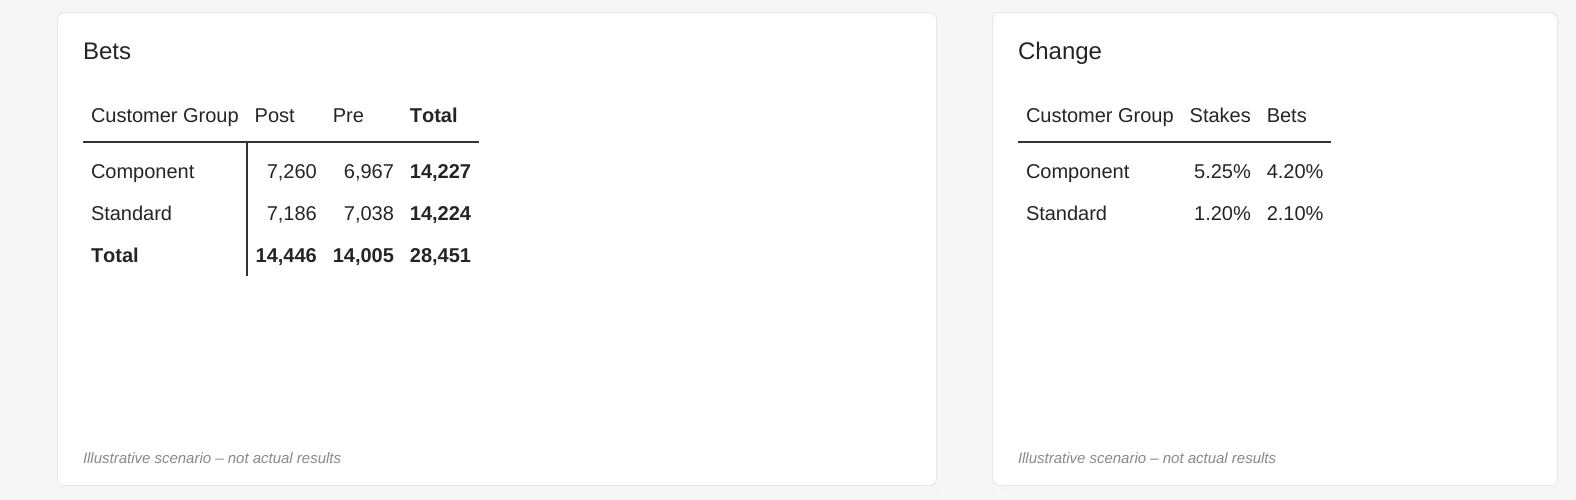 Bets
Customer Group Post Pre Total
Component 7,260 6,967 14,227
Standard 7,186 7,038 14,224
Total 14,446 14,005 28,451
Illustrative scenario – not actual results
Change
Customer Group Stakes Bets
Component 5.25% 4.20%
Standard 1.20% 2.10%
Illustrative scenario – not actual results